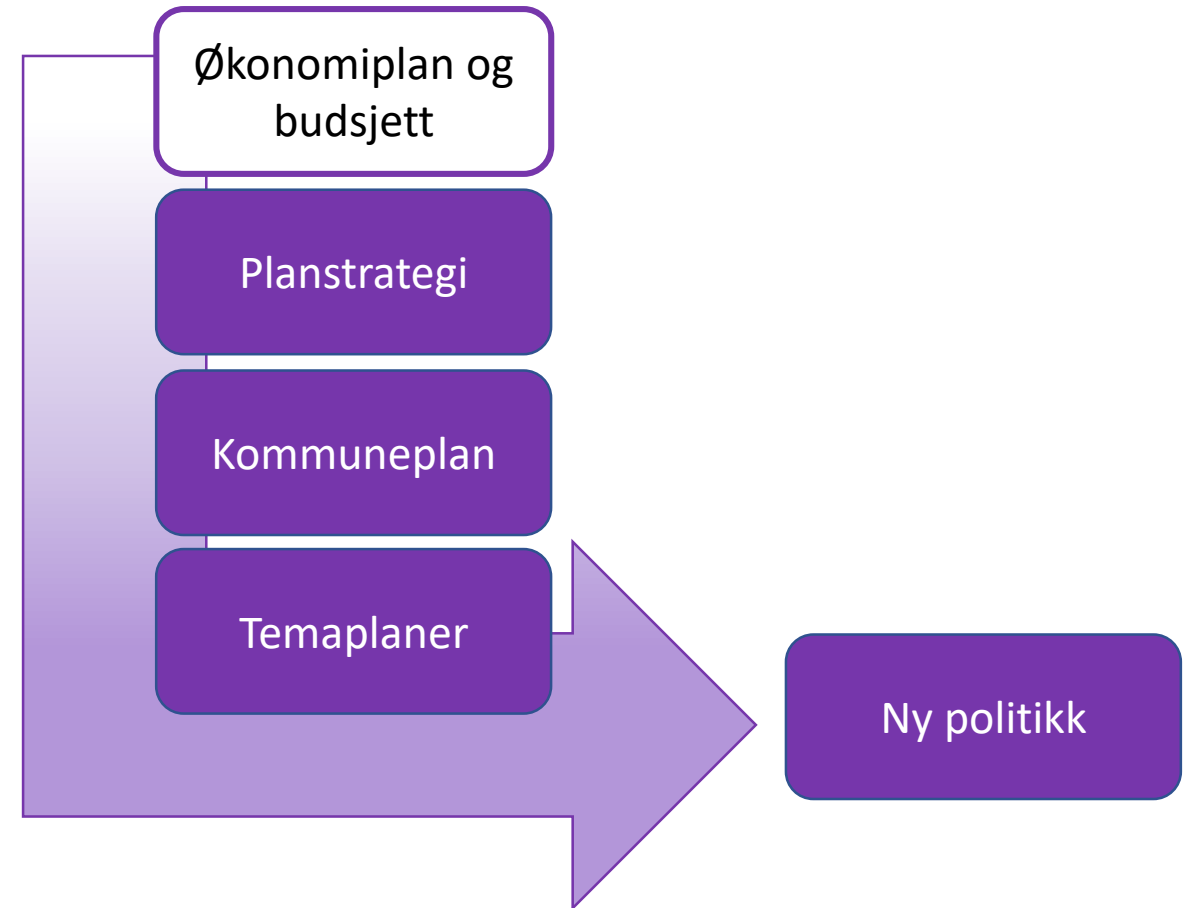 Økonomiplan og
budsjett
Planstrategi
Kommuneplan
Temaplaner
Ny politikk